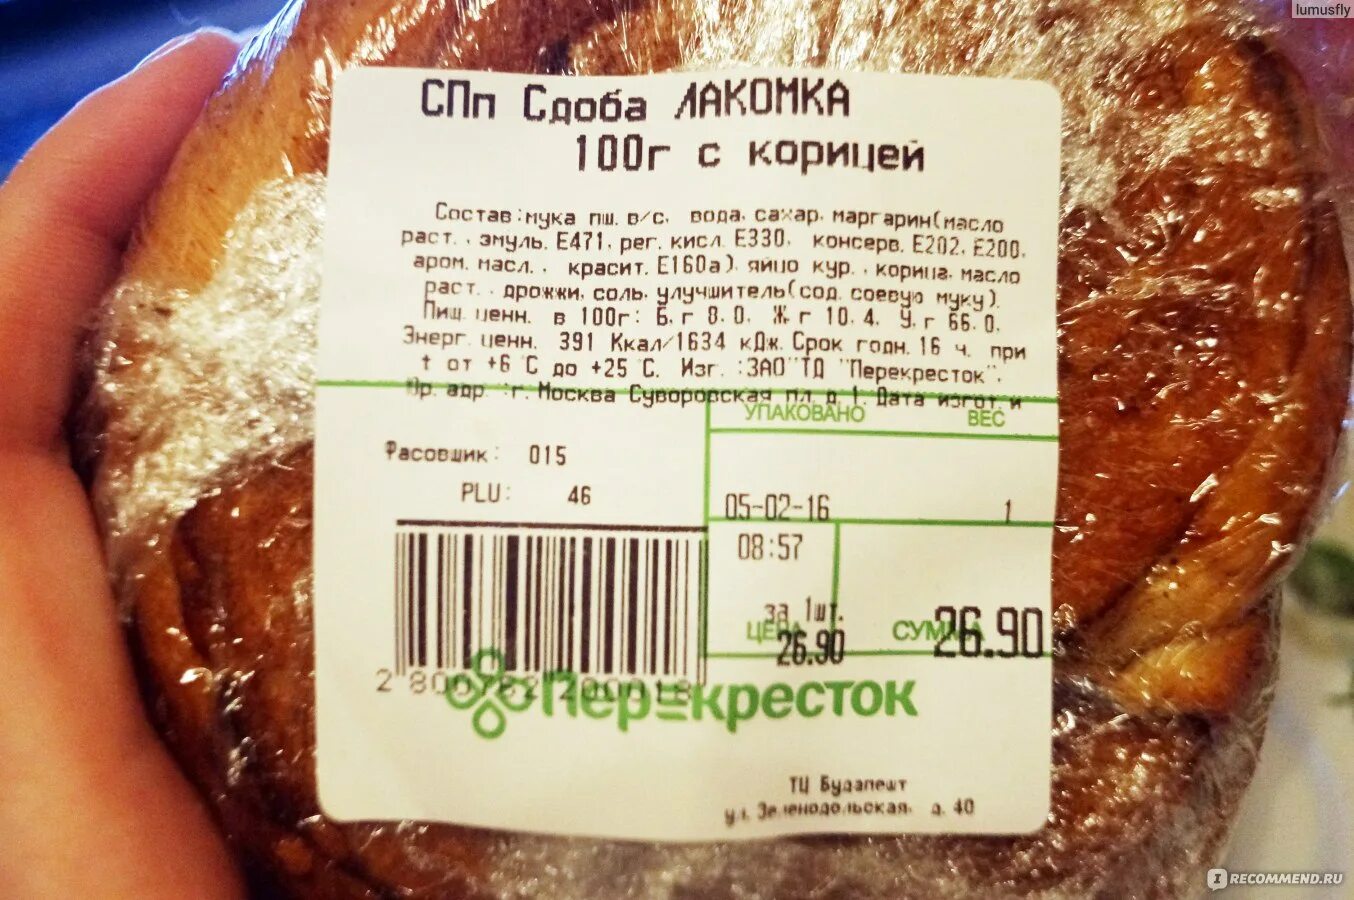 lumusfly
СПп Сдоба ЛАКОМКА
100г с корицей
Состав:мука пш. в/с, вода, сахар, маргарин(масло
раст., эмуль. Е471, рег. кисл. Е330, консерв. Е202, Е200,
аром. масл., красит. Е160а), яйцо кур., корица, масло
раст., дрожжи, соль, улучшитель(сод. соевую муку).
Пищ. ценн. в 100г: Б, г 8.0, Ж, г 10.4, У, г 66.0,
Энерг. ценн. 391 Ккал/1634 кДж. Срок годн. 16 ч. при
t от +6 С до +25 С. Изг.:ЗАО"ТД "Перекресток",
Юр. адр.:г. Москва Суворовская пл. д.1. Дата изгот. и
УПАКОВАНО ВЕС
Фасовщик: 015
PLU: 46
05-02-16 1
08:57
за 1шт.
ЦЕНА СУММА
26.90 26.90
2 800 200018
Перекресток
ТЦ Будапешт
ул. Зеленодольская, д. 40
IRECOMMEND.RU